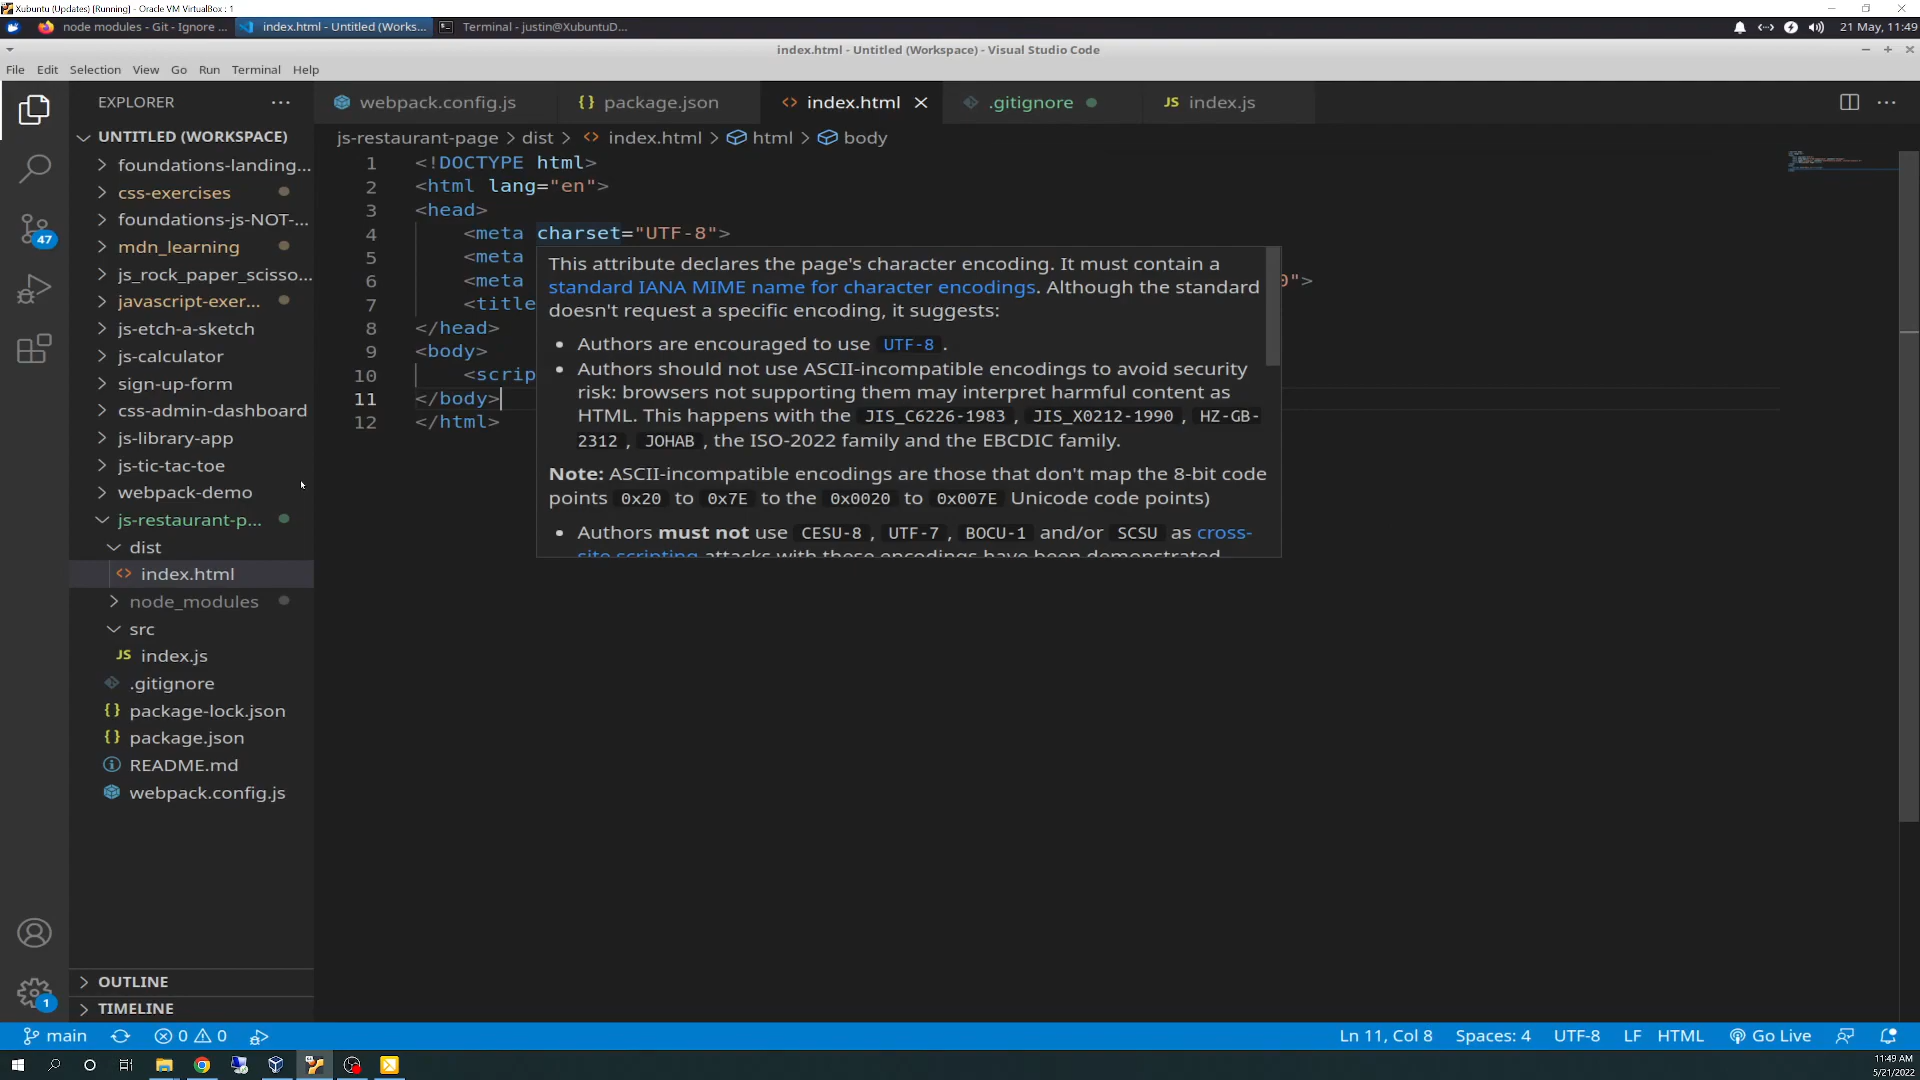 Xubuntu (Updates) [Running] - Oracle VM VirtualBox : 1
node modules - Git - Ignore ...
index.html - Untitled (Works...
Terminal - justin@XubuntuD...
21 May, 11:49
index.html - Untitled (Workspace) - Visual Studio Code
File Edit Selection View Go Run Terminal Help
EXPLORER
webpack.config.js
package.json
index.html
.gitignore
JS index.js
UNTITLED (WORKSPACE)
js-restaurant-page > dist > index.html > html > body
foundations-landing...
css-exercises
foundations-js-NOT-...
mdn_learning
js_rock_paper_scisso...
javascript-exer...
js-etch-a-sketch
js-calculator
sign-up-form
css-admin-dashboard
js-library-app
js-tic-tac-toe
webpack-demo
js-restaurant-p...
dist
index.html
node_modules
src
JS index.js
.gitignore
{} package-lock.json
{} package.json
README.md
webpack.config.js
OUTLINE
TIMELINE
47
1
1 <!DOCTYPE html>
2 <html lang="en">
3 <head>
4 <meta charset="UTF-8">
5 <meta
6 <meta 0">
7 <title
8 </head>
9 <body>
10 <scrip
11 </body>
12 </html>
This attribute declares the page's character encoding. It must contain a
standard IANA MIME name for character encodings. Although the standard
doesn't request a specific encoding, it suggests:
• Authors are encouraged to use UTF-8.
• Authors should not use ASCII-incompatible encodings to avoid security
risk: browsers not supporting them may interpret harmful content as
HTML. This happens with the JIS_C6226-1983, JIS_X0212-1990, HZ-GB-
2312, JOHAB, the ISO-2022 family and the EBCDIC family.
Note: ASCII-incompatible encodings are those that don't map the 8-bit code
points 0x20 to 0x7E to the 0x0020 to 0x007E Unicode code points)
• Authors must not use CESU-8, UTF-7, BOCU-1 and/or SCSU as cross-
site scripting attacks with these encodings have been demonstrated
main
0 0
Ln 11, Col 8
Spaces: 4
UTF-8
LF
HTML
Go Live
11:49 AM
5/21/2022